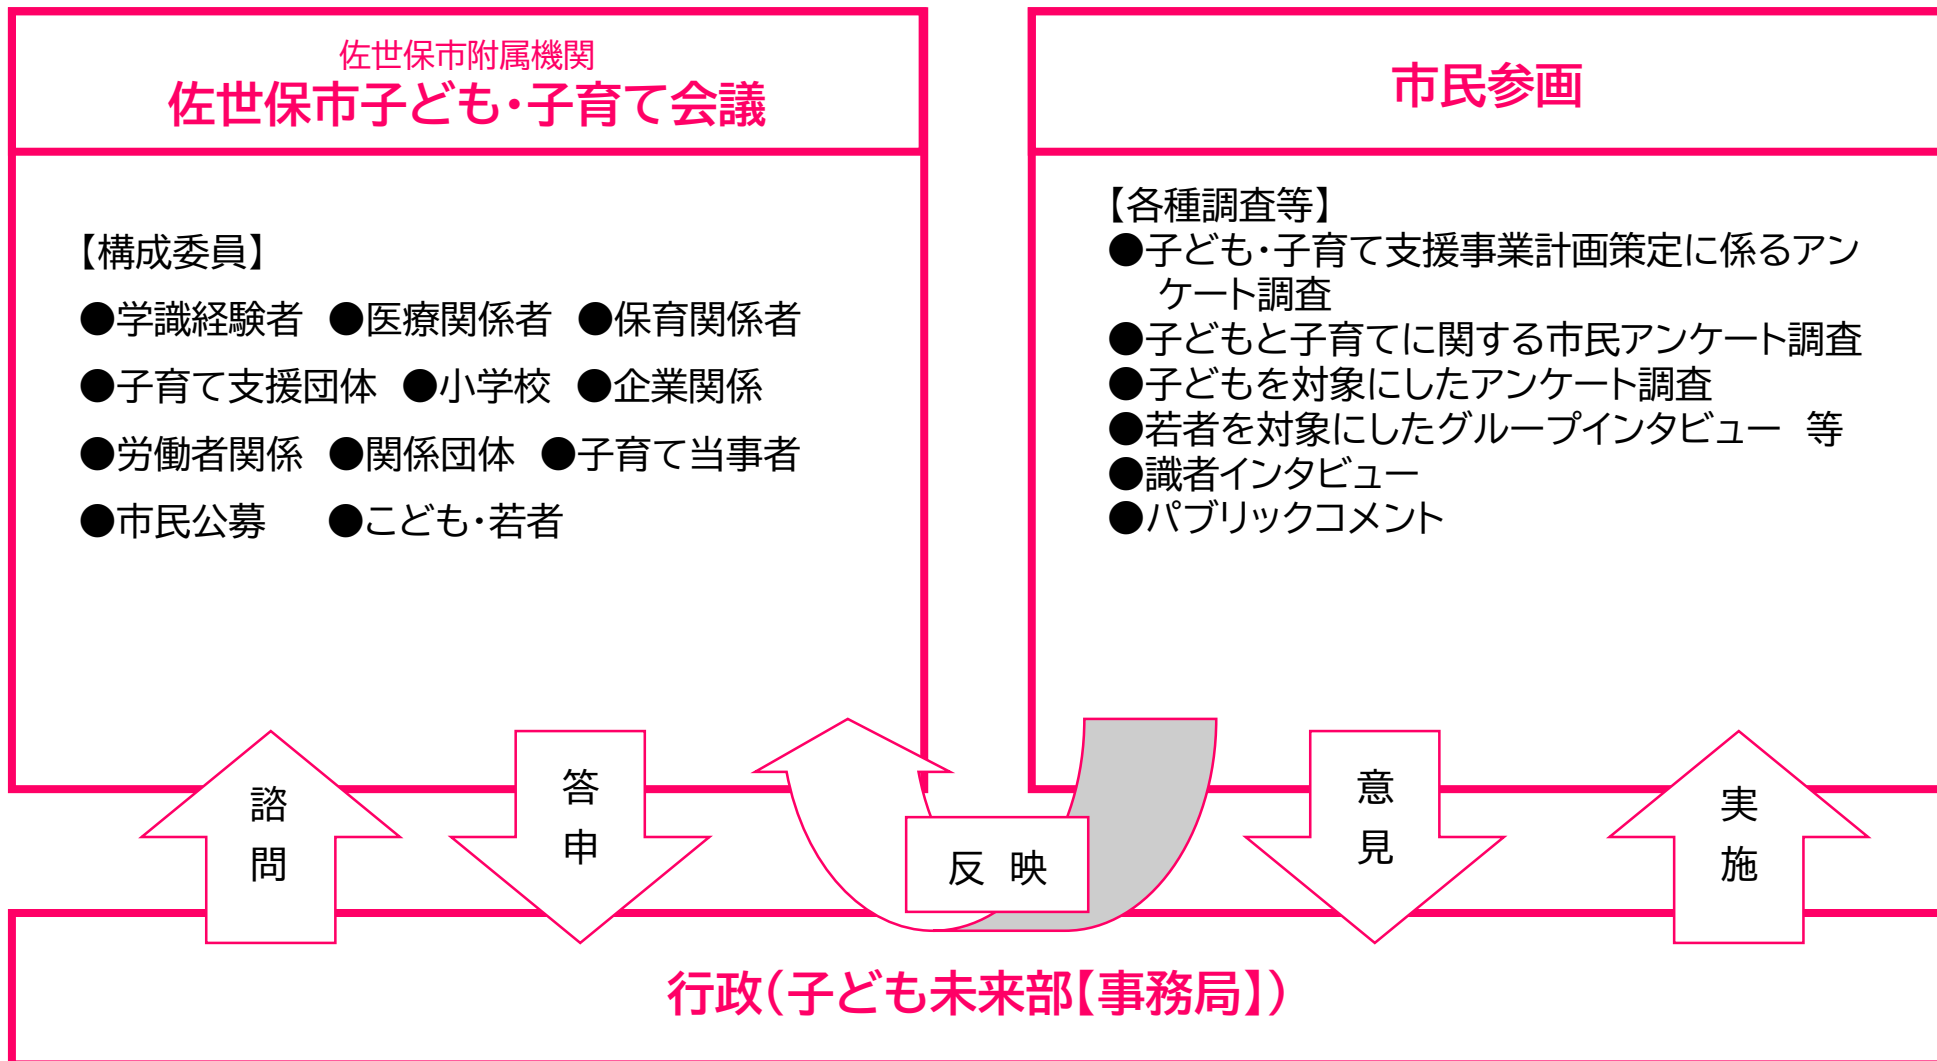 佐世保市附属機関
佐世保市子ども・子育て会議
【構成委員】
●学識経験者 ●医療関係者 ●保育関係者
●子育て支援団体 ●小学校 ●企業関係
●労働者関係 ●関係団体 ●子育て当事者
●市民公募 ●こども・若者
市民参画
【各種調査等】
●子ども・子育て支援事業計画策定に係るアン
ケート調査
●子どもと子育てに関する市民アンケート調査
●子どもを対象にしたアンケート調査
●若者を対象にしたグループインタビュー 等
●識者インタビュー
●パブリックコメント
諮問
答申
反 映
意見
実施
行政(子ども未来部【事務局】)